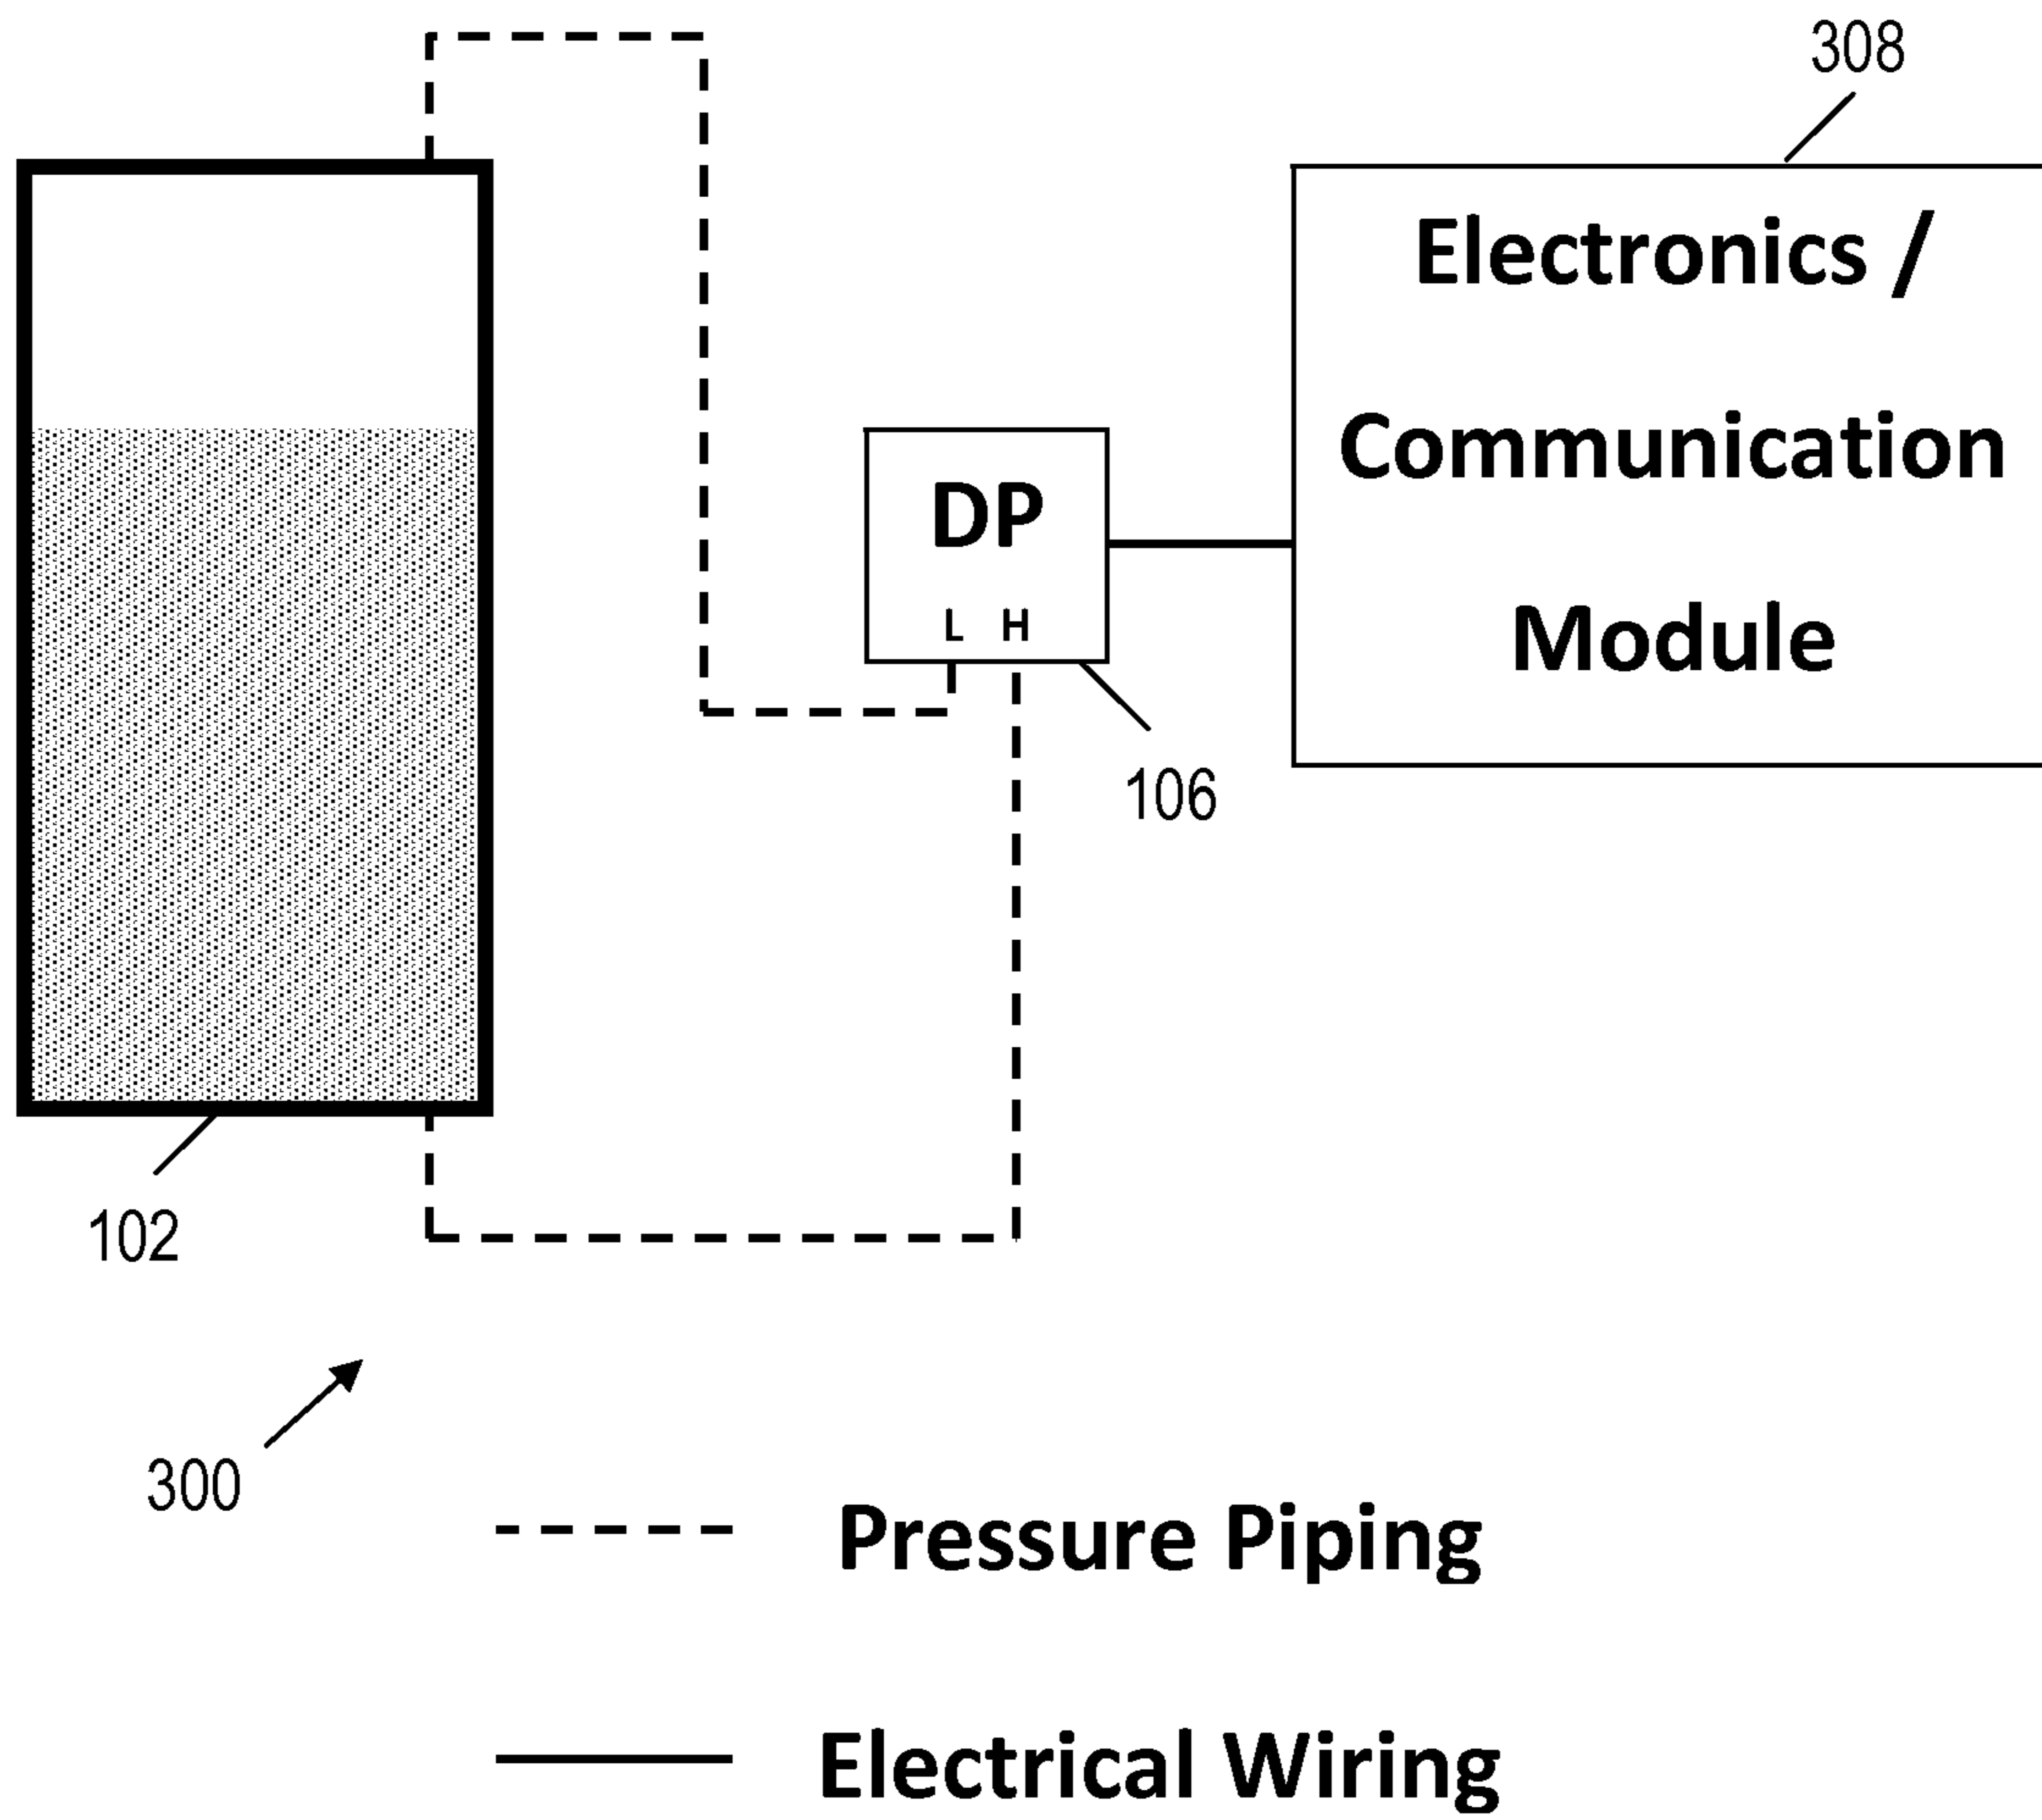 308
Electronics /
Communication
Module
DP
L H
106
102
300
Pressure Piping
Electrical Wiring